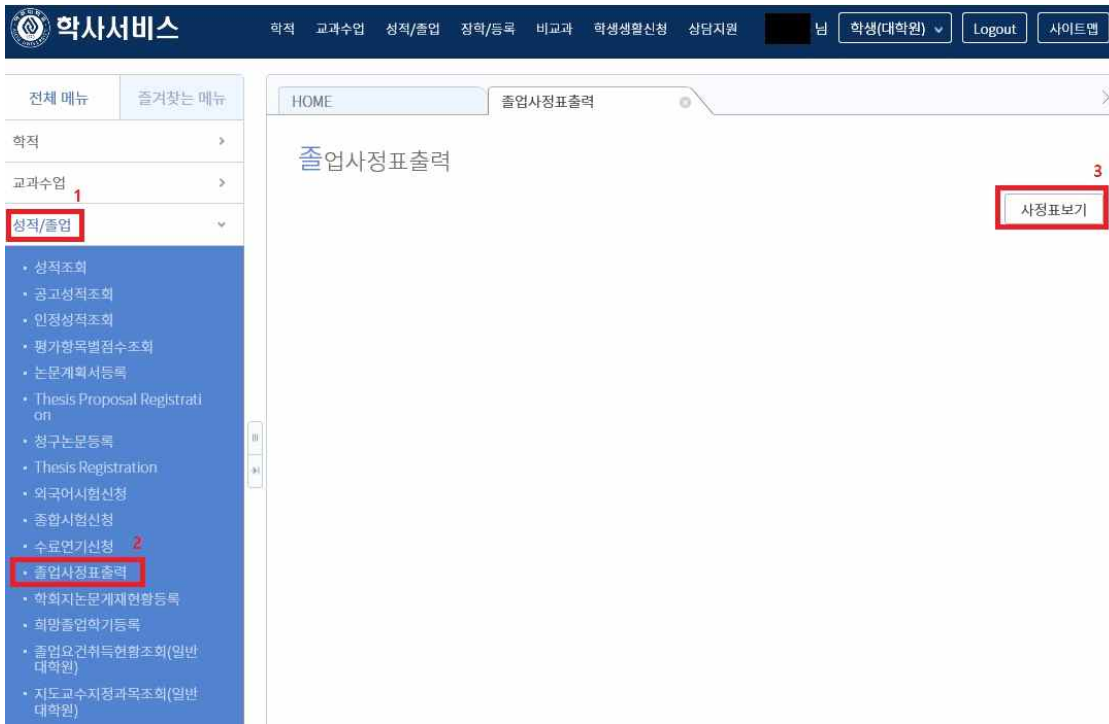 학사서비스
학적 교과수업 성적/졸업 장학/등록 비교과 학생생활신청 상담지원 님 학생(대학원) Logout 사이트맵
전체 메뉴 즐겨찾는 메뉴
HOME 졸업사정표출력
학적
교과수업
1
성적/졸업
졸업사정표출력
3
사정표보기
• 성적조회
• 공고성적조회
• 인정성적조회
• 평가항목별점수조회
• 논문계획서등록
• Thesis Proposal Registrati
on
• 청구논문등록
• Thesis Registration
• 외국어시험신청
• 종합시험신청
• 수료연기신청 2
• 졸업사정표출력
• 학회지논문게재현황등록
• 희망졸업학기등록
• 졸업요건취득현황조회(일반
대학원)
• 지도교수지정과목조회(일반
대학원)